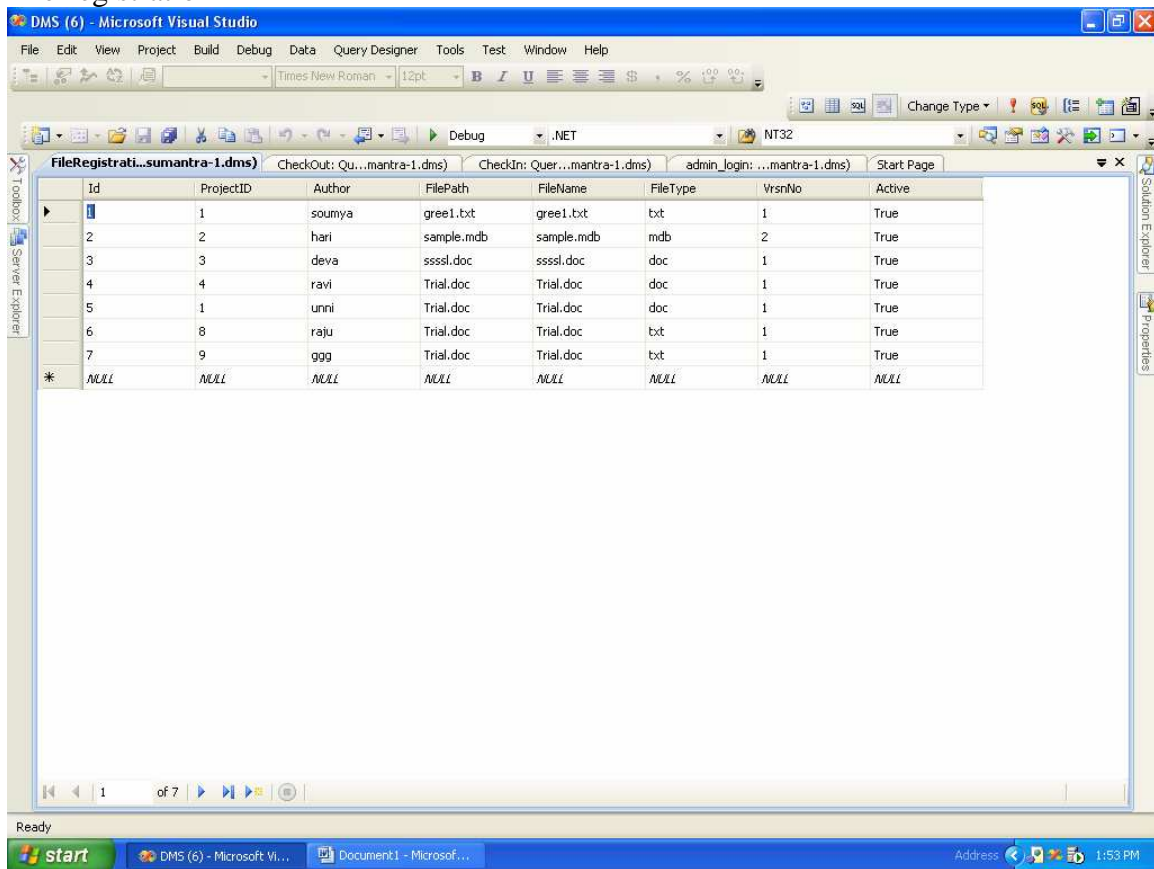 DMS (6) - Microsoft Visual Studio
File Edit View Project Build Debug Data Query Designer Tools Test Window Help
Times New Roman 12pt B I U $ , %
SQL Change Type SQL
Debug .NET NT32
FileRegistrati...sumantra-1.dms) CheckOut: Qu...mantra-1.dms) CheckIn: Quer...mantra-1.dms) admin_login: ...mantra-1.dms) Start Page
Toolbox
Server Explorer
Solution Explorer
Properties
Id ProjectID Author FilePath FileName FileType VrsnNo Active
1 1 soumya gree1.txt gree1.txt txt 1 True
2 2 hari sample.mdb sample.mdb mdb 2 True
3 3 deva ssssl.doc ssssl.doc doc 1 True
4 4 ravi Trial.doc Trial.doc doc 1 True
5 1 unni Trial.doc Trial.doc doc 1 True
6 8 raju Trial.doc Trial.doc txt 1 True
7 9 ggg Trial.doc Trial.doc txt 1 True
NULL NULL NULL NULL NULL NULL NULL NULL
1 of 7
Ready
start DMS (6) - Microsoft Vi... Document1 - Microsof... Address 1:53 PM